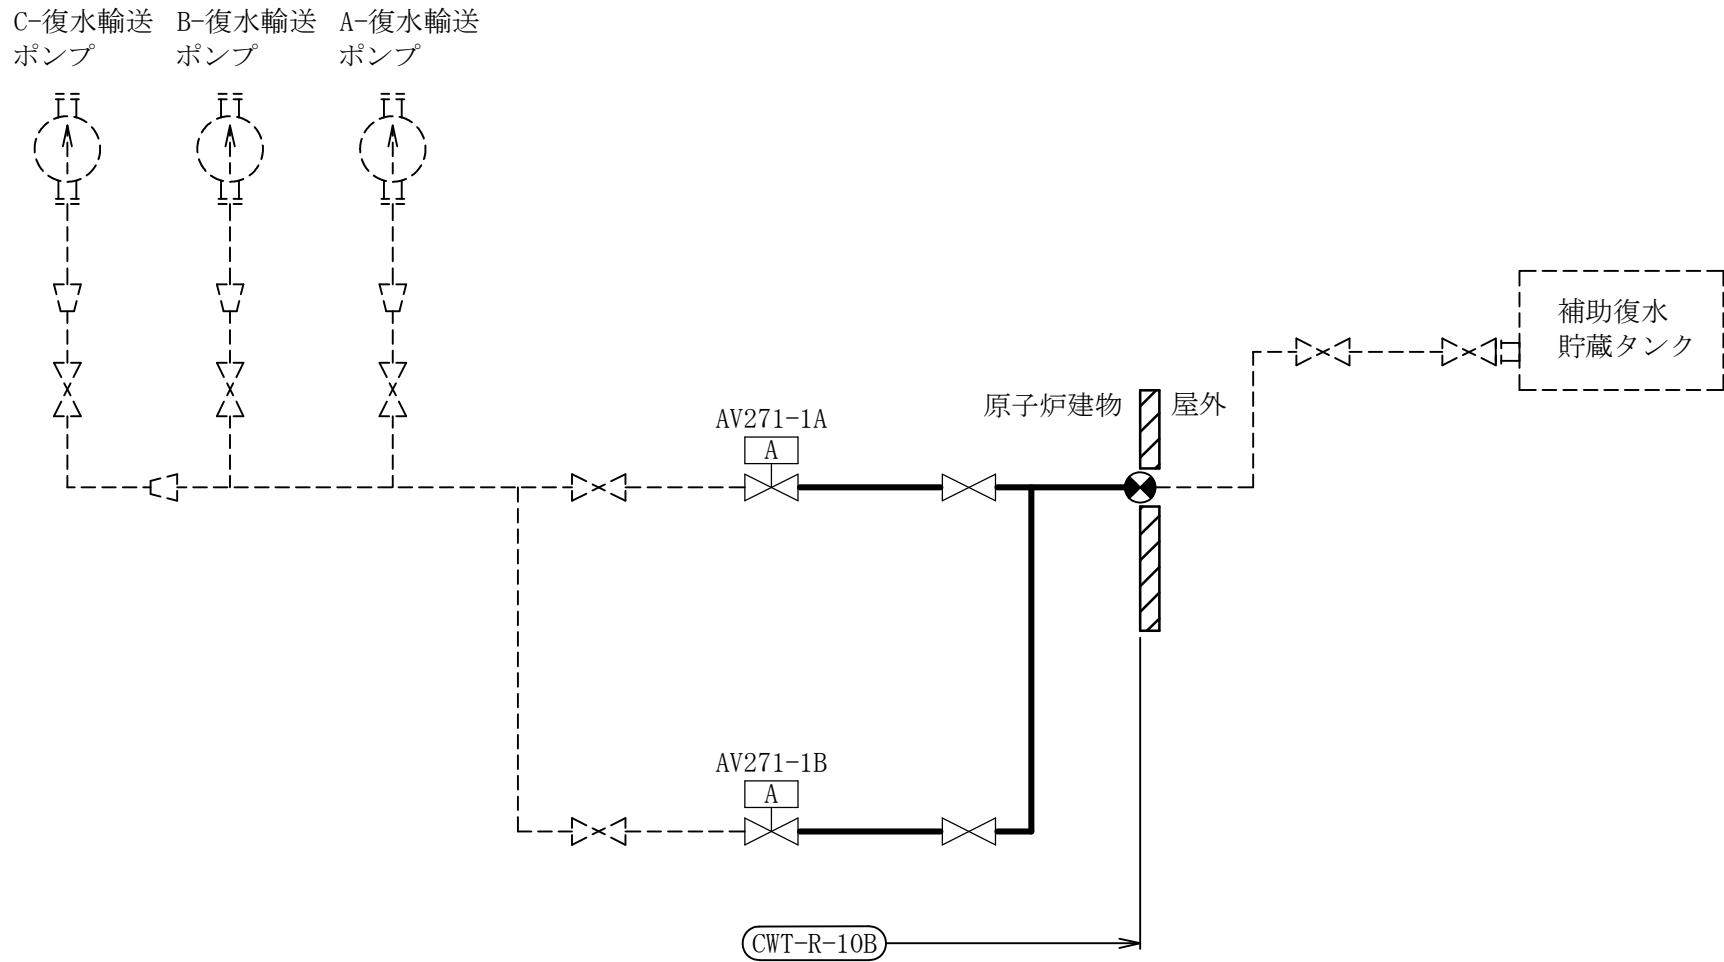 C-復水輸送
ポンプ
B-復水輸送
ポンプ
A-復水輸送
ポンプ
補助復水
貯蔵タンク
原子炉建物
屋外
AV271-1A
A
AV271-1B
A
CWT-R-10B